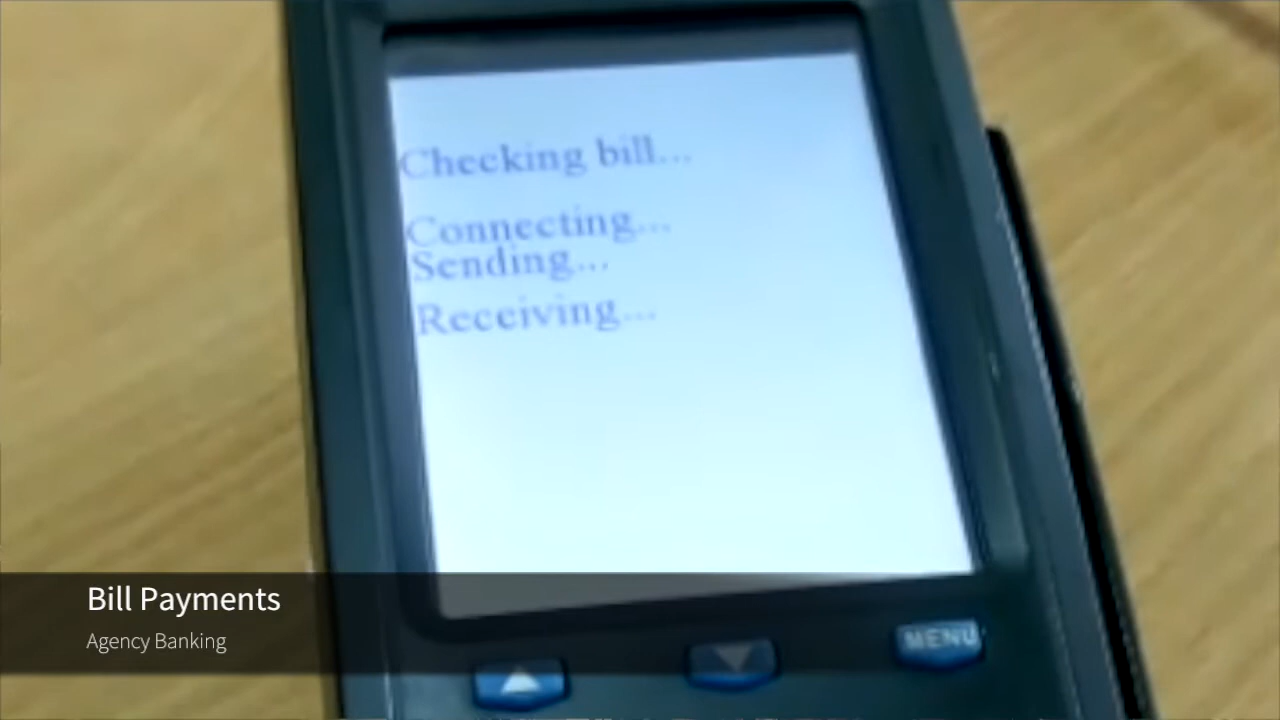 Checking bill...
Connecting...
Sending...
Receiving...
Bill Payments
Agency Banking
MENU